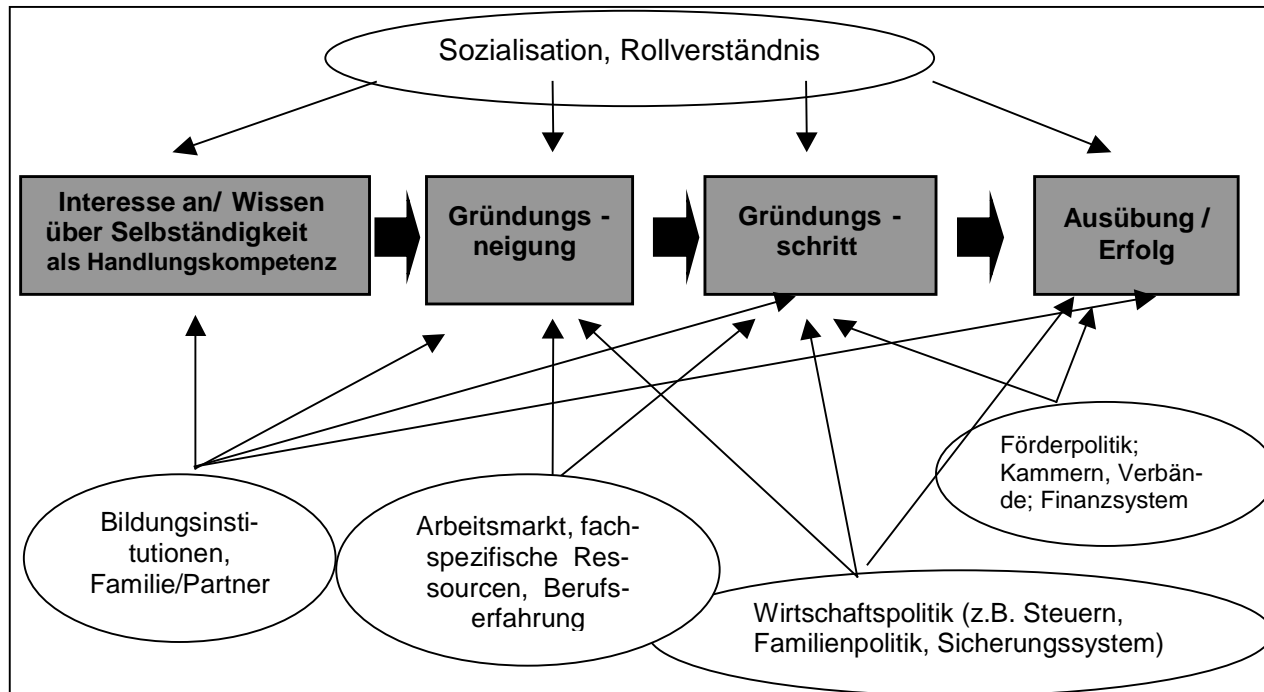 Sozialisation, Rollverständnis
Interesse an/ Wissen
über Selbständigkeit
als Handlungskompetenz
Gründungs -
neigung
Gründungs -
schritt
Ausübung /
Erfolg
Bildungsinsti-
tutionen,
Familie/Partner
Arbeitsmarkt, fach-
spezifische Res-
sourcen, Berufs-
erfahrung
Förderpolitik;
Kammern, Verbän-
de; Finanzsystem
Wirtschaftspolitik (z.B. Steuern,
Familienpolitik, Sicherungssystem)